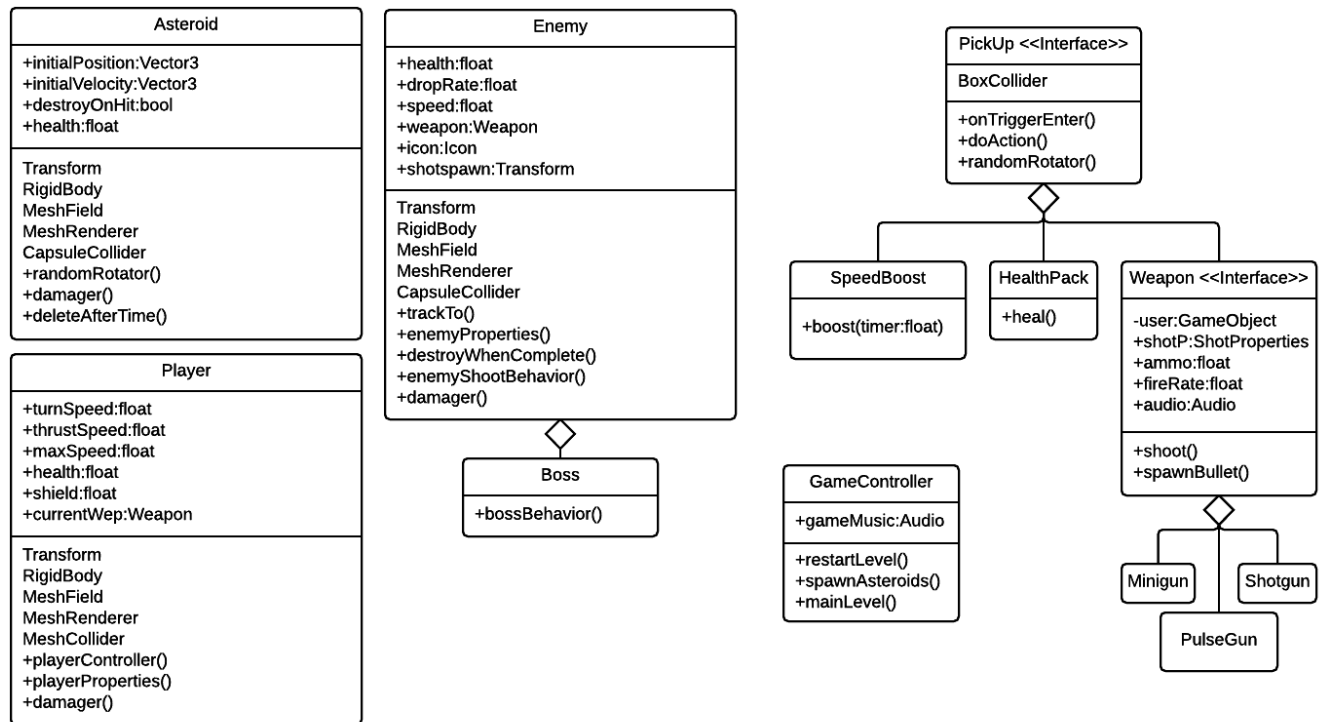 Asteroid
+initialPosition:Vector3
+initialVelocity:Vector3
+destroyOnHit:bool
+health:float
Transform
RigidBody
MeshField
MeshRenderer
CapsuleCollider
+randomRotator()
+damager()
+deleteAfterTime()
Player
+turnSpeed:float
+thrustSpeed:float
+maxSpeed:float
+health:float
+shield:float
+currentWep:Weapon
Transform
RigidBody
MeshField
MeshRenderer
MeshCollider
+playerController()
+playerProperties()
+damager()
Enemy
+health:float
+dropRate:float
+speed:float
+weapon:Weapon
+icon:Icon
+shotspawn:Transform
Transform
RigidBody
MeshField
MeshRenderer
CapsuleCollider
+trackTo()
+enemyProperties()
+destroyWhenComplete()
+enemyShootBehavior()
+damager()
Boss
+bossBehavior()
PickUp <<Interface>>
BoxCollider
+onTriggerEnter()
+doAction()
+randomRotator()
SpeedBoost
+boost(timer:float)
HealthPack
+heal()
Weapon <<Interface>>
-user:GameObject
+shotP:ShotProperties
+ammo:float
+fireRate:float
+audio:Audio
+shoot()
+spawnBullet()
GameController
+gameMusic:Audio
+restartLevel()
+spawnAsteroids()
+mainLevel()
Minigun
Shotgun
PulseGun